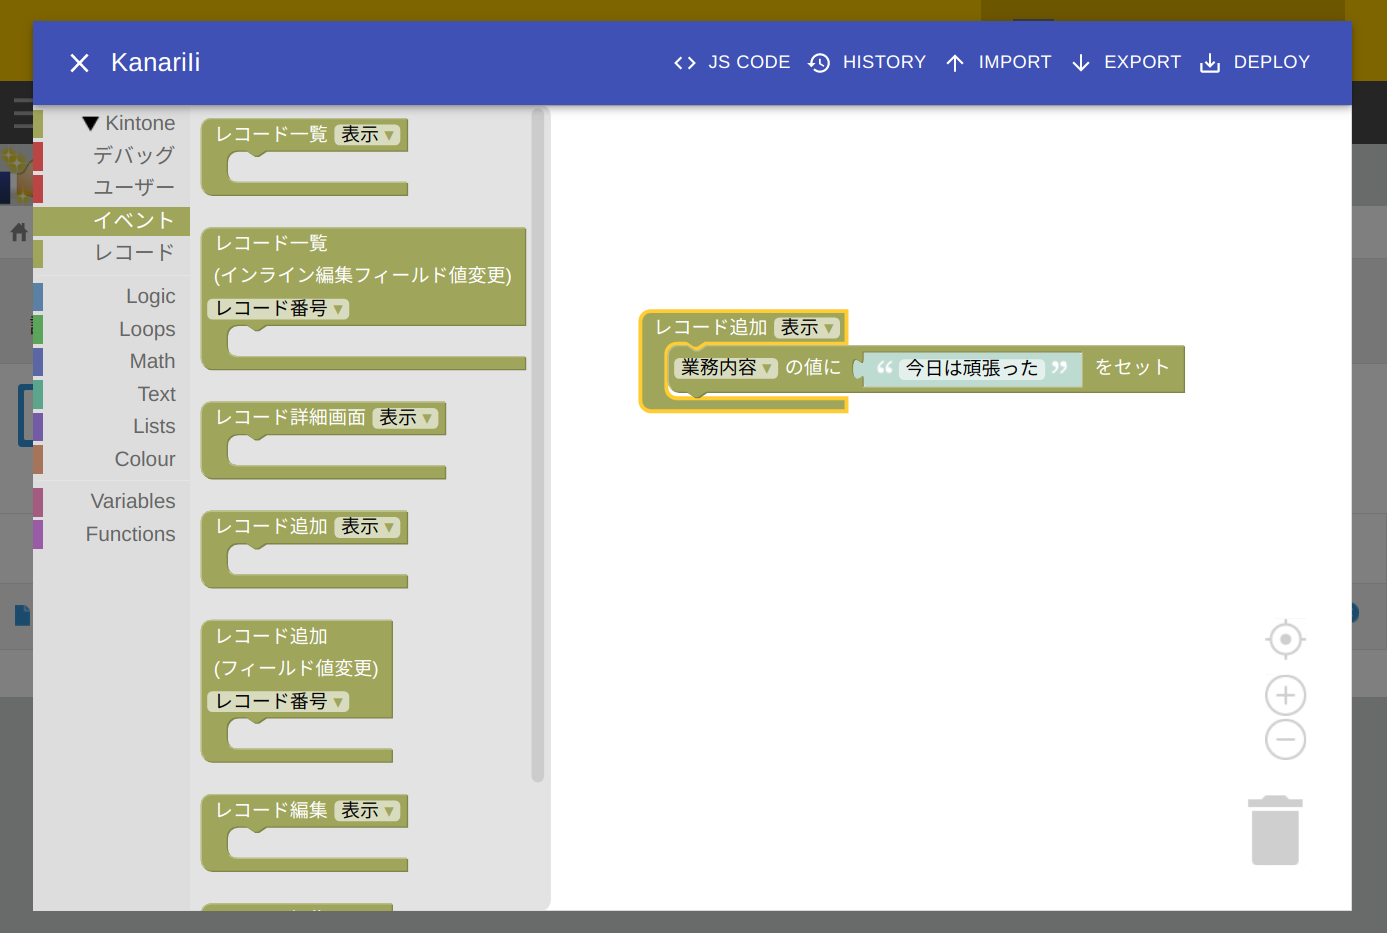 Kanarili
JS CODE
HISTORY
IMPORT
EXPORT
DEPLOY
▼ Kintone
デバッグ
ユーザー
イベント
レコード
Logic
Loops
Math
Text
Lists
Colour
Variables
Functions
レコード一覧 表示 ▼
レコード一覧
(インライン編集フィールド値変更)
レコード番号 ▼
レコード詳細画面 表示 ▼
レコード追加 表示 ▼
レコード追加
(フィールド値変更)
レコード番号 ▼
レコード編集 表示 ▼
レコード追加 表示 ▼
業務内容 ▼ の値に “ 今日は頑張った ” をセット